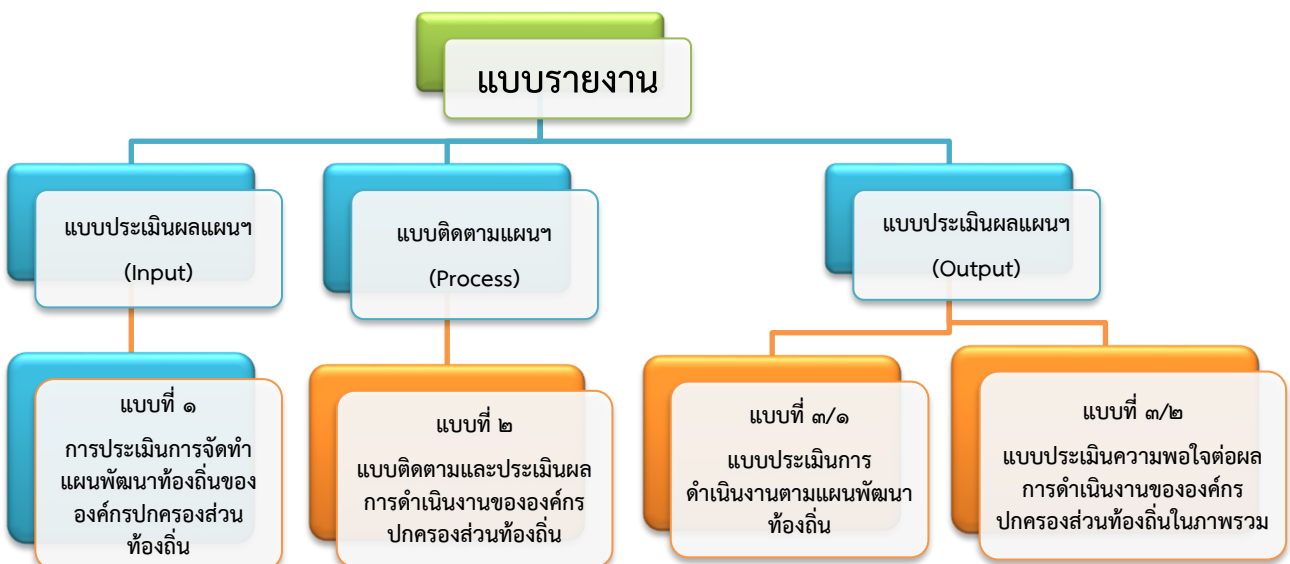 แบบรายงาน
แบบประเมินผลแผนฯ
(Input)
แบบติดตามแผนฯ
(Process)
แบบประเมินผลแผนฯ
(Output)
แบบที่ ๑
การประเมินการจัดทำ
แผนพัฒนาท้องถิ่นของ
องค์กรปกครองส่วน
ท้องถิ่น
แบบที่ ๒
แบบติดตามและประเมินผล
การดำเนินงานขององค์กร
ปกครองส่วนท้องถิ่น
แบบที่ ๓/๑
แบบประเมินการ
ดำเนินงานตามแผนพัฒนา
ท้องถิ่น
แบบที่ ๓/๒
แบบประเมินความพอใจต่อผล
การดำเนินงานขององค์กร
ปกครองส่วนท้องถิ่นในภาพรวม